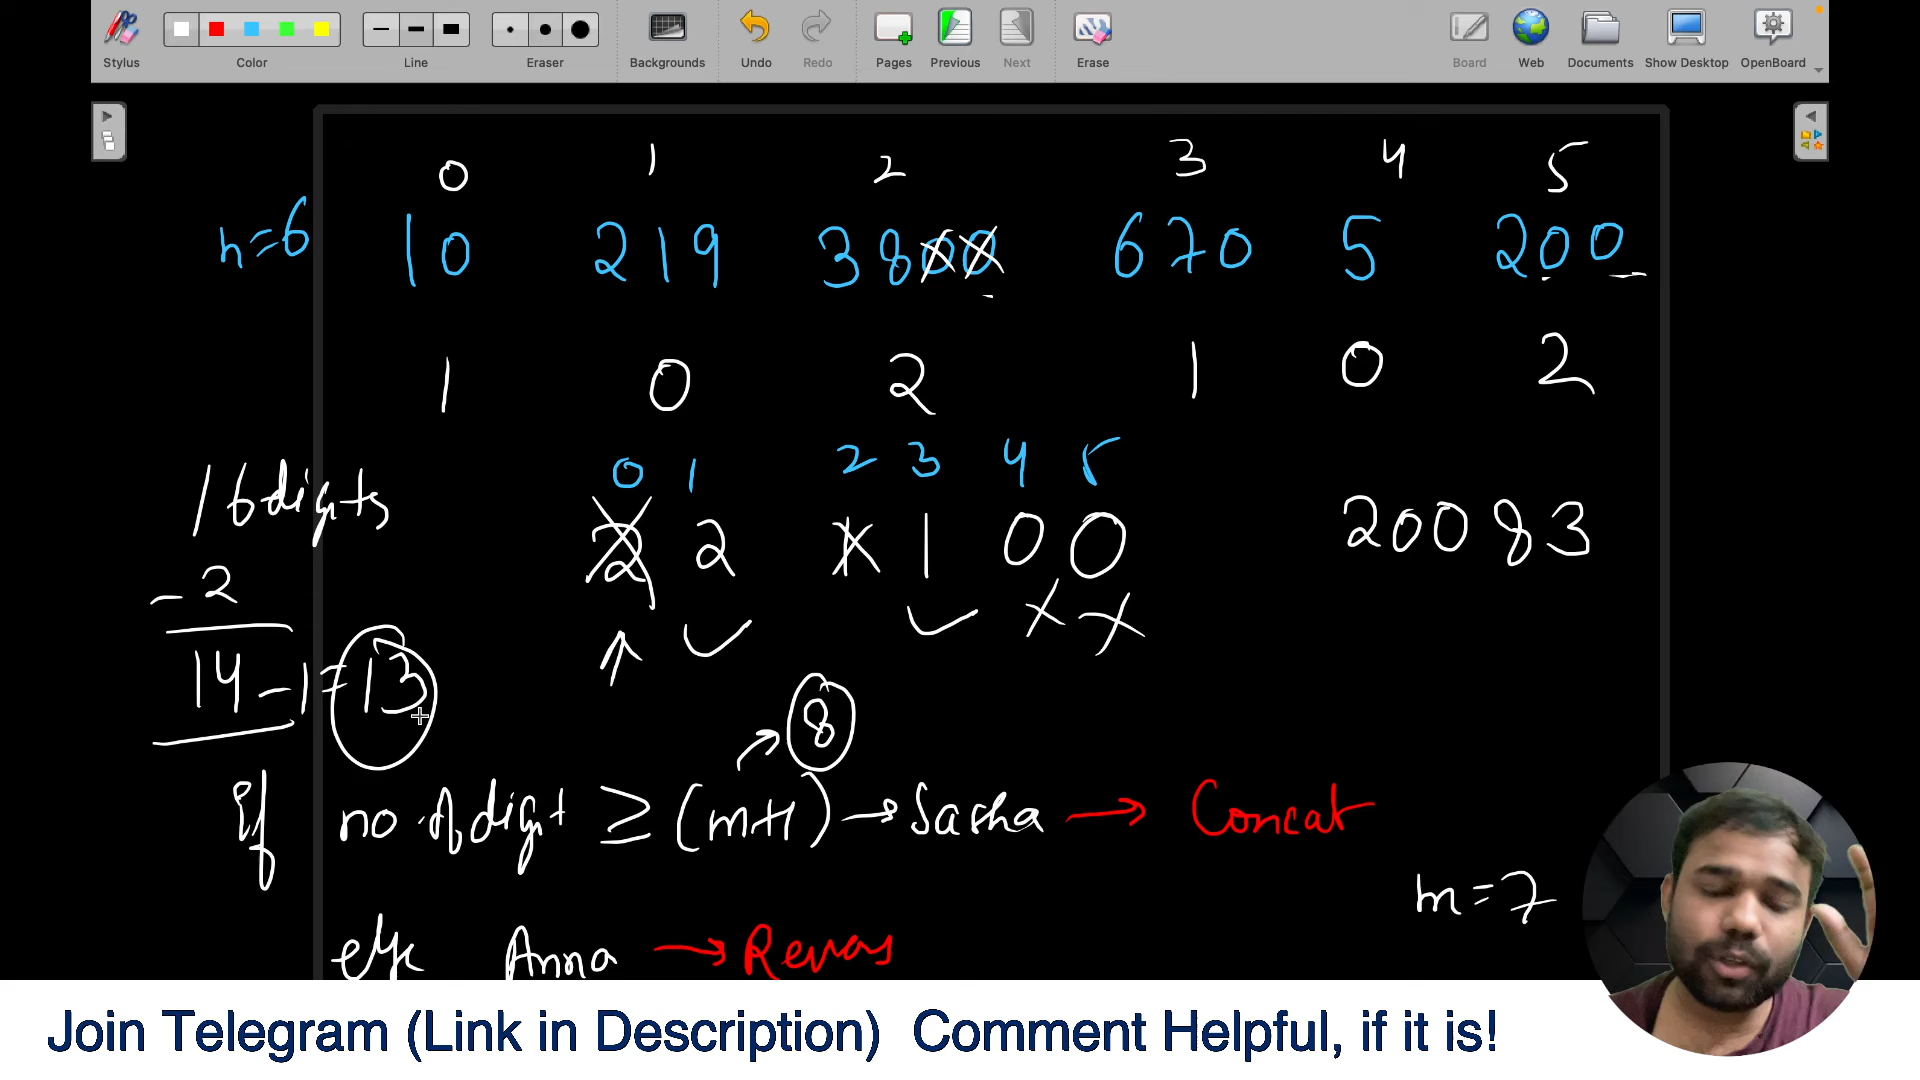 Stylus Color Line Eraser Backgrounds Undo Redo Pages Previous Next Erase Board Web Documents Show Desktop OpenBoard
0 1 2 3 4 5
n=6 10 219 3800 670 5 200
1 0 2 1 0 2
0 1 2 3 4 5
16 digits
2 2 1 1 0 0 20083
- 2
14 - 1 = 13
8
if no of digit ≥ (m+1) → Sasha → Concat
m = 7
else Anna → Revers
Join Telegram (Link in Description) Comment Helpful, if it is!